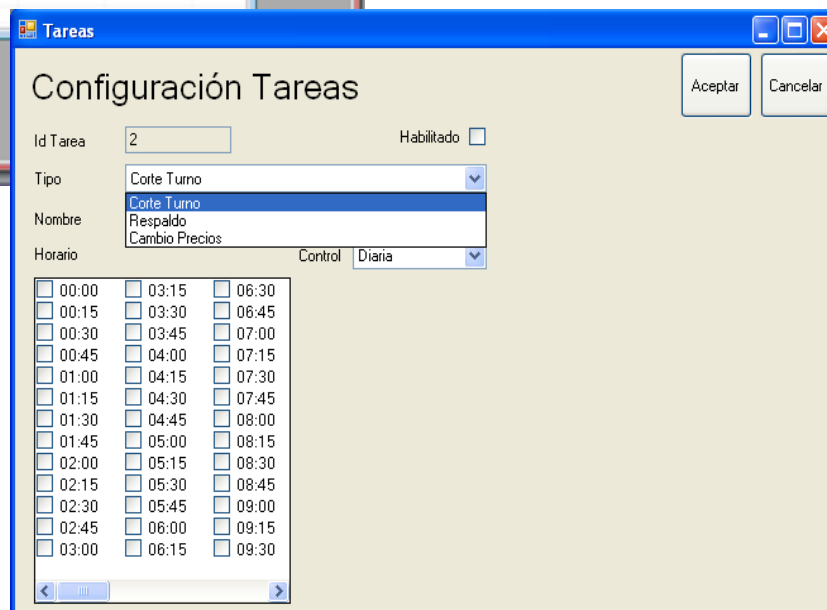 Tareas
Configuración Tareas
Aceptar
Cancelar
Id Tarea 2 Habilitado
Tipo Corte Turno
Corte Turno
Nombre Respaldo
Cambio Precios
Horario Control Diaria
00:00 03:15 06:30
00:15 03:30 06:45
00:30 03:45 07:00
00:45 04:00 07:15
01:00 04:15 07:30
01:15 04:30 07:45
01:30 04:45 08:00
01:45 05:00 08:15
02:00 05:15 08:30
02:15 05:30 08:45
02:30 05:45 09:00
02:45 06:00 09:15
03:00 06:15 09:30